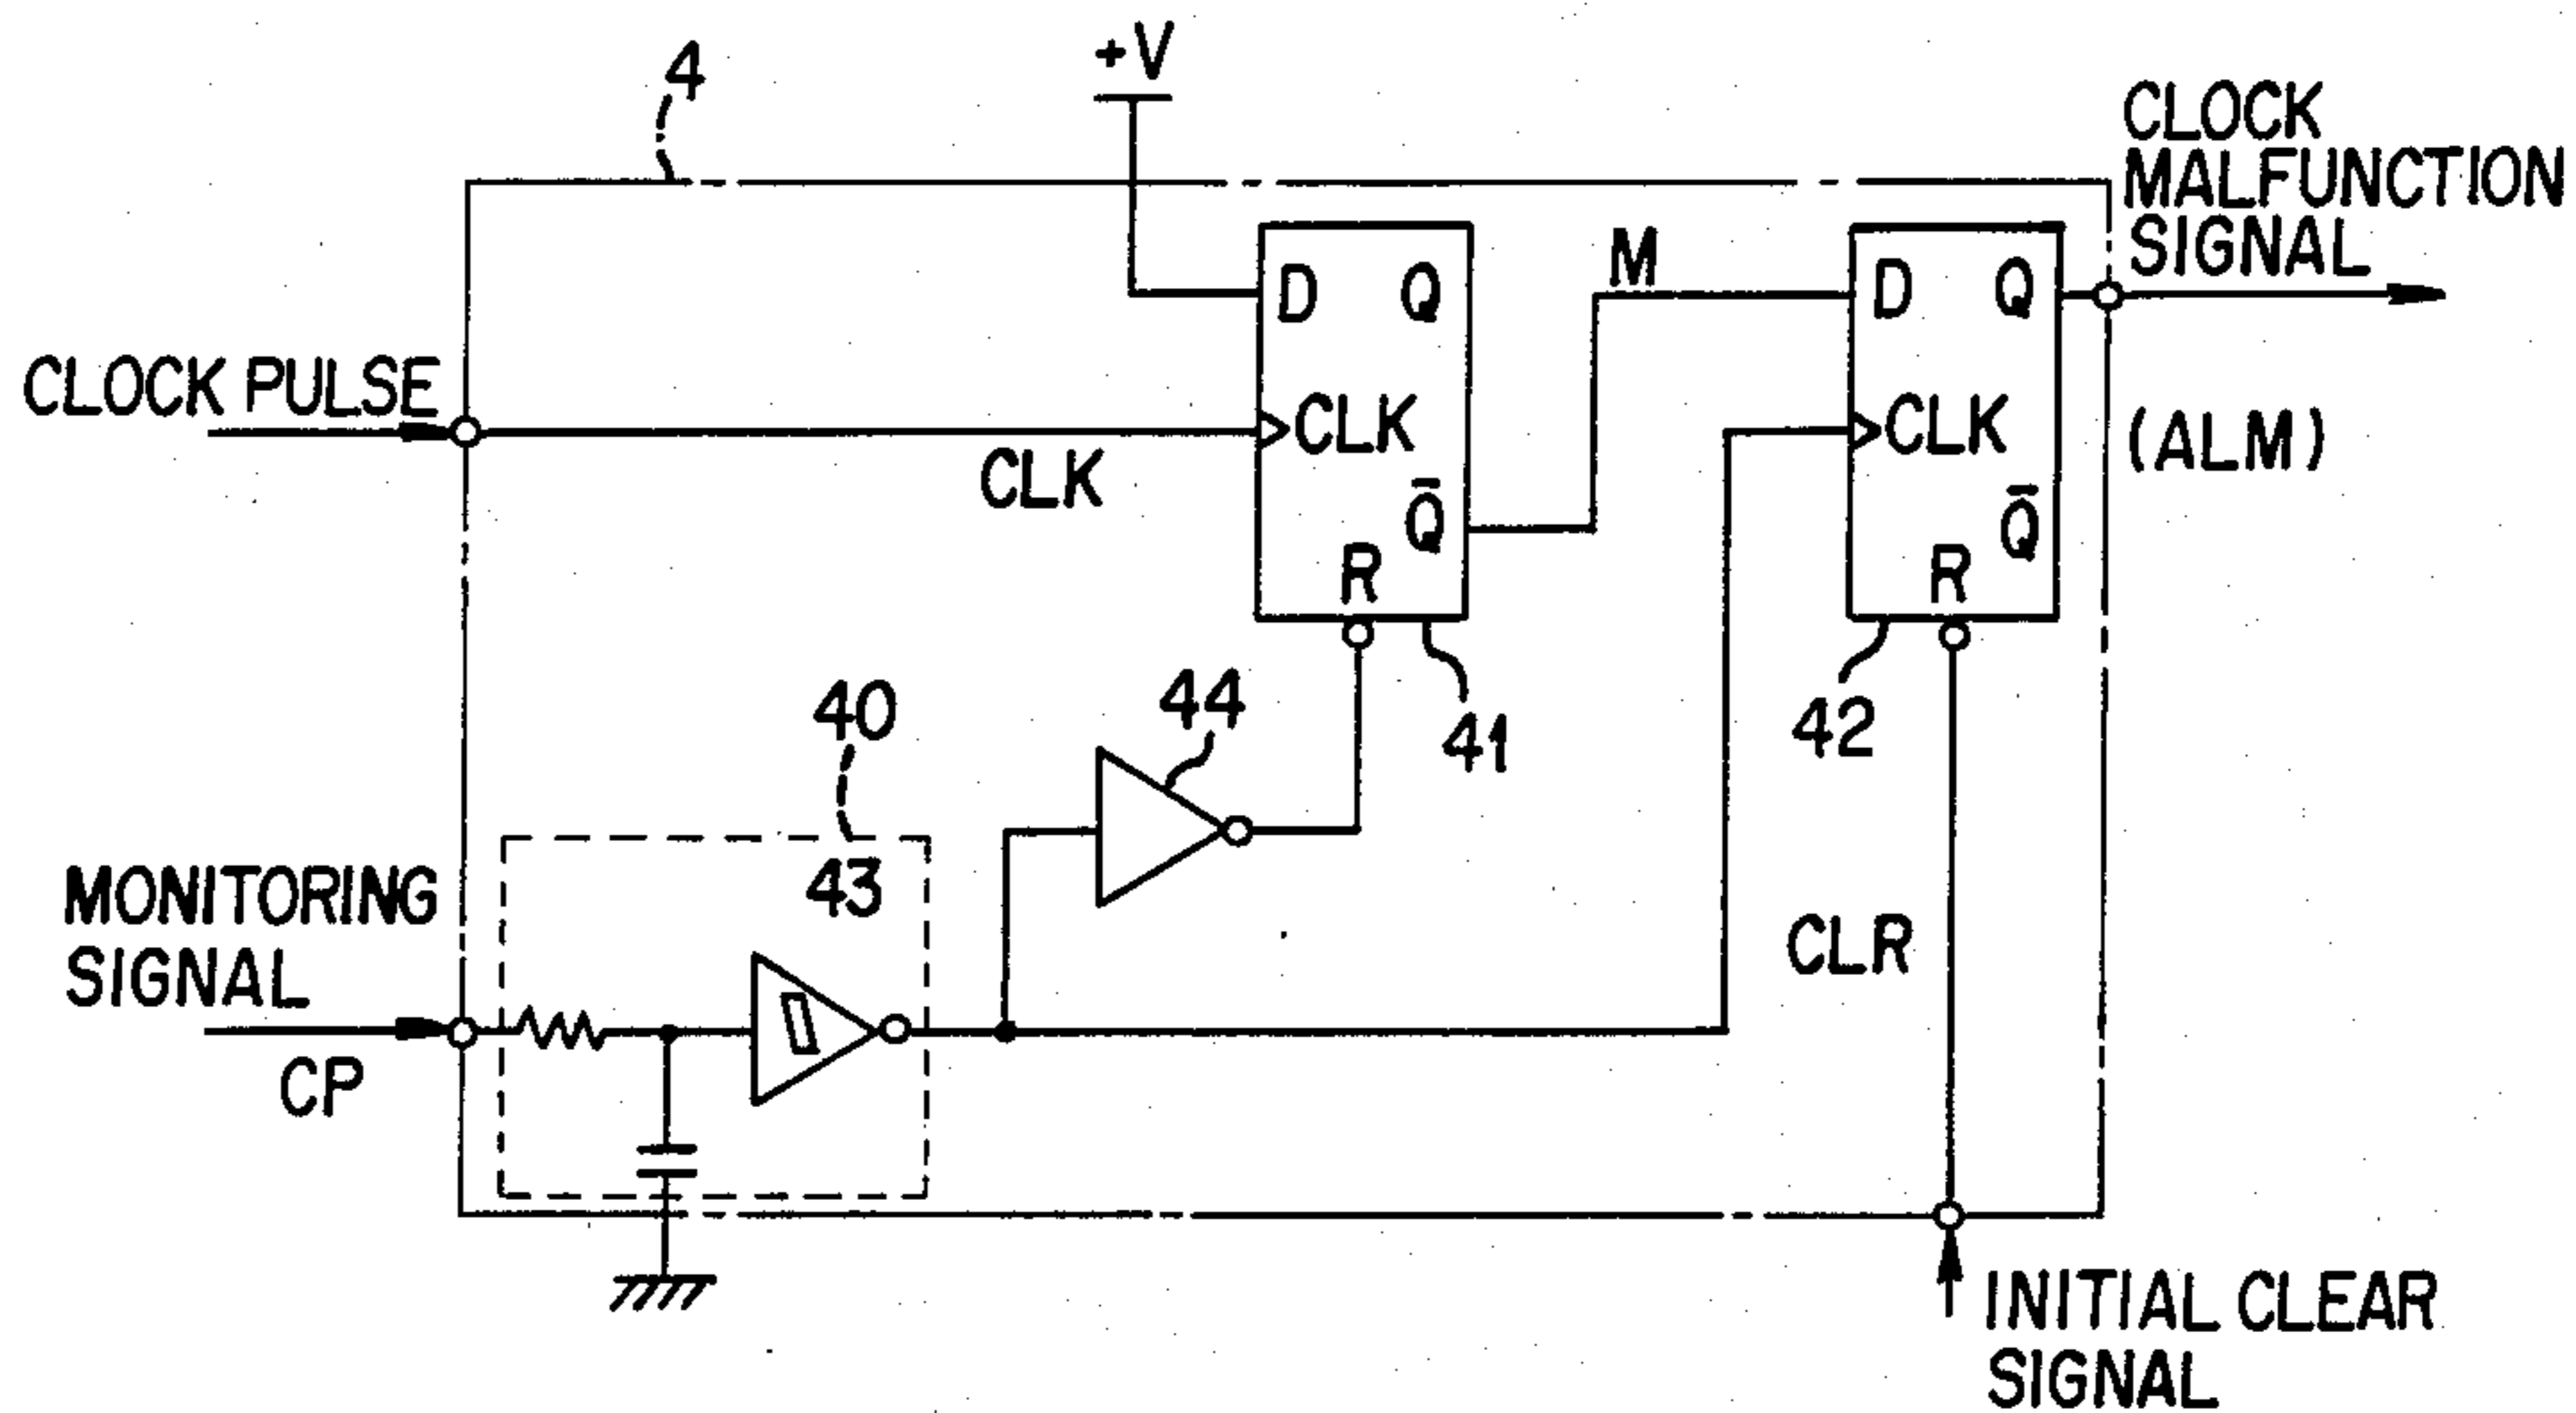 4
+V
CLOCK
MALFUNCTION
SIGNAL
(ALM)
CLOCK PULSE
CLK
D Q
CLK
Q̄
R
M
D Q
CLK
Q̄
R
41
42
44
40
43
MONITORING
SIGNAL
CP
CLR
INITIAL CLEAR
SIGNAL